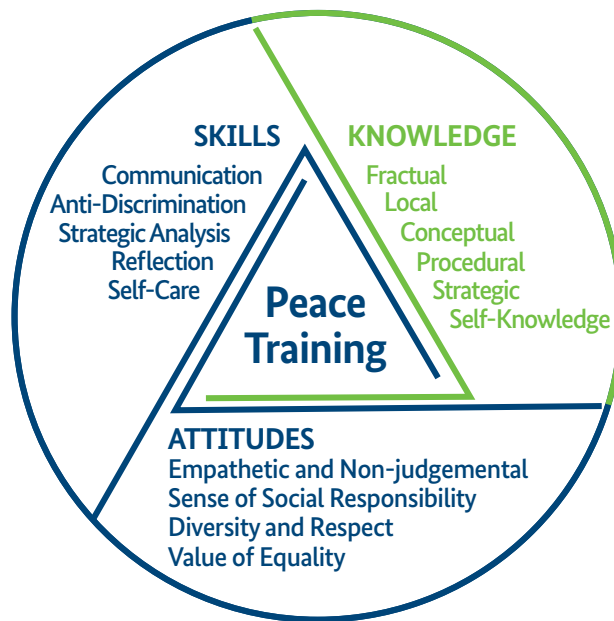 SKILLS
Communication
Anti-Discrimination
Strategic Analysis
Reflection
Self-Care
KNOWLEDGE
Fractual
Local
Conceptual
Procedural
Strategic
Self-Knowledge
Peace
Training
ATTITUDES
Empathetic and Non-judgemental
Sense of Social Responsibility
Diversity and Respect
Value of Equality